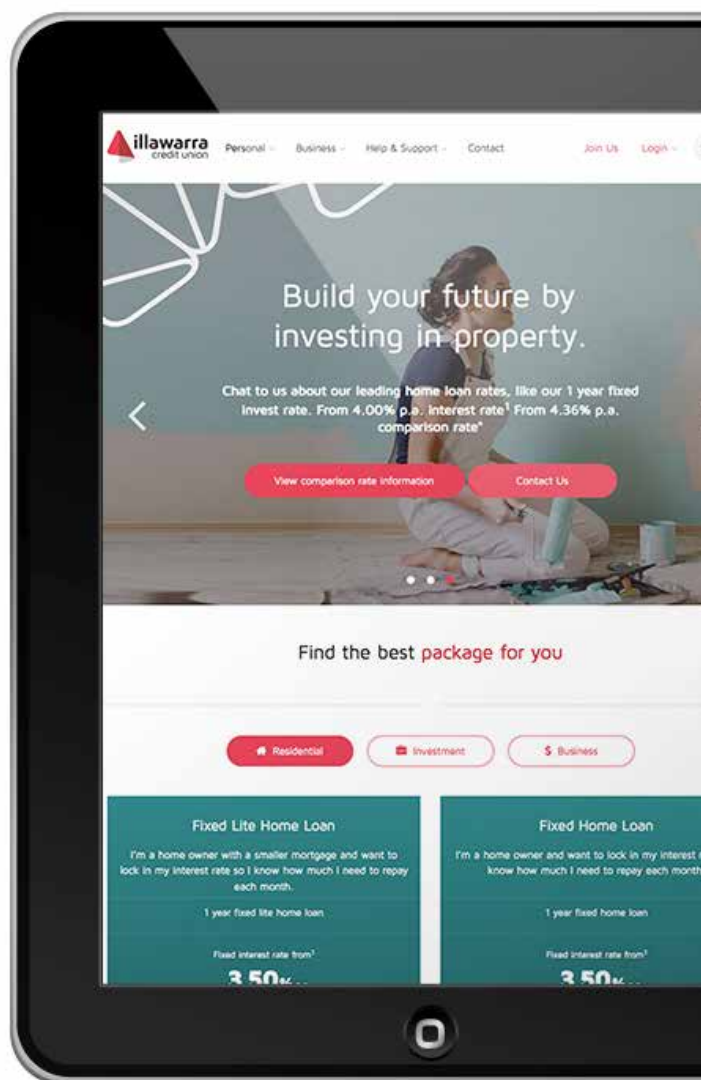 illawarra
credit union
Personal
Business
Help & Support
Contact
Join Us
Login
Build your future by
investing in property.
Chat to us about our leading home loan rates, like our 1 year fixed
invest rate. From 4.00% p.a. interest rate¹ From 4.36% p.a.
comparison rate*
View comparison rate information
Contact Us
Find the best package for you
Residential
Investment
$ Business
Fixed Lite Home Loan
I'm a home owner with a smaller mortgage and want to
lock in my interest rate so I know how much I need to repay
each month.
1 year fixed lite home loan
Fixed interest rate from¹
3.50%
Fixed Home Loan
I'm a home owner and want to lock in my interest
know how much I need to repay each month
1 year fixed home loan
Fixed interest rate from¹
3.50%